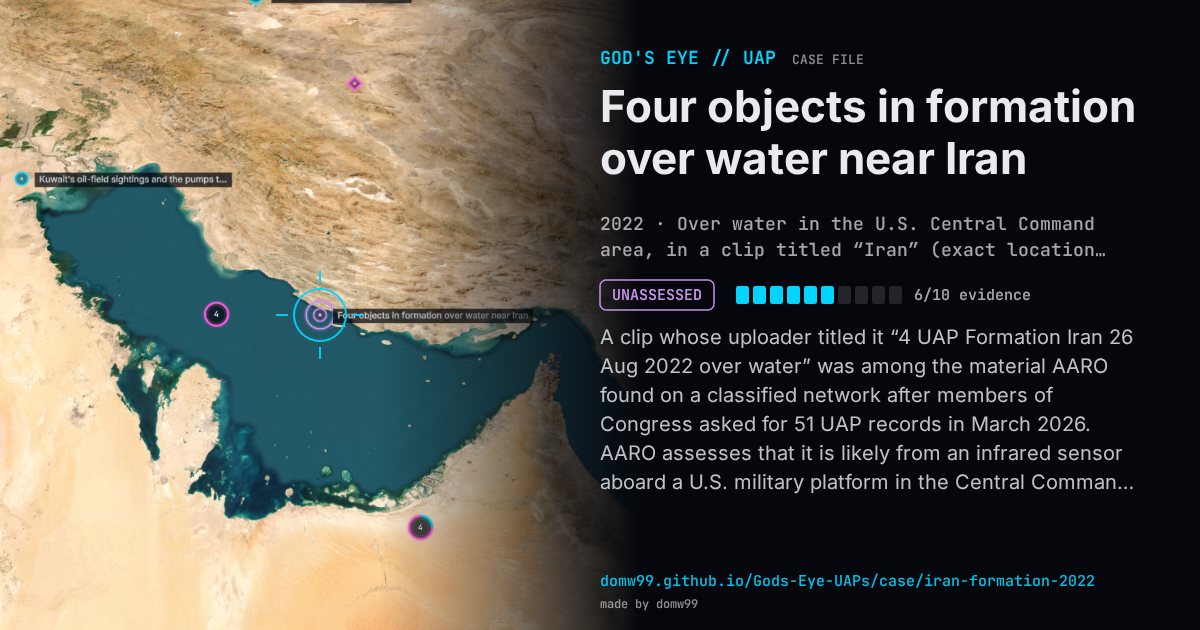 GOD'S EYE // UAP CASE FILE
Four objects in formation
over water near Iran
2022 · Over water in the U.S. Central Command
area, in a clip titled “Iran” (exact location…
UNASSESSED 6/10 evidence
A clip whose uploader titled it “4 UAP Formation Iran 26
Aug 2022 over water” was among the material AARO
found on a classified network after members of
Congress asked for 51 UAP records in March 2026.
AARO assesses that it is likely from an infrared sensor
aboard a U.S. military platform in the Central Comman…
domw99.github.io/Gods-Eye-UAPs/case/iran-formation-2022
made by domw99
Kuwait's oil-field sightings and the pumps t...
4
Four objects in formation over water near Iran
4